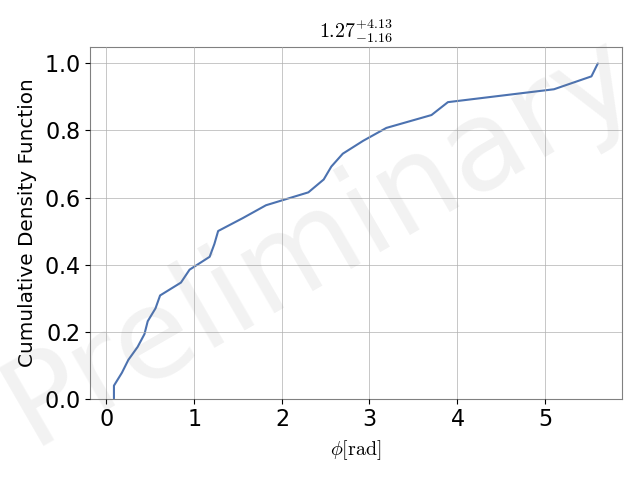 1.27^{+4.13}_{-1.16}
1.0
0.8
0.6
0.4
0.2
0.0
Cumulative Density Function
0 1 2 3 4 5
ϕ[rad]
Preliminary